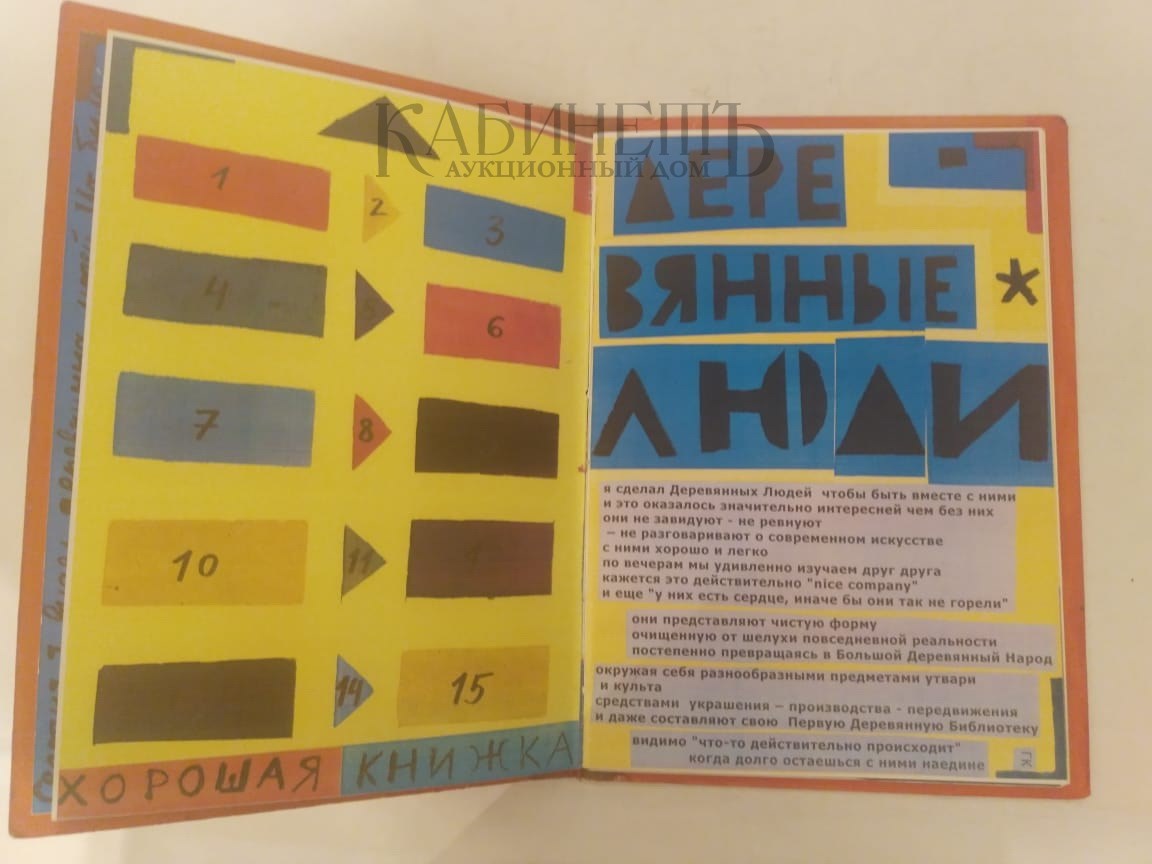 КАБИНЕТЪ
АУКЦИОННЫЙ ДОМ
1
2
3
4
5
6
7
8
10
11
14
15
ХОРОШАЯ КНИЖКА
ДЕРЕ
ВЯННЫЕ *
ЛЮДИ
я сделал Деревянных Людей чтобы быть вместе с ними
и это оказалось значительно интересней чем без них
они не завидуют - не ревнуют
– не разговаривают о современном искусстве
с ними хорошо и легко
по вечерам мы удивленно изучаем друг друга
кажется это действительно "nice company"
и еще "у них есть сердце, иначе бы они так не горели"
они представляют чистую форму
очищенную от шелухи повседневной реальности
постепенно превращаясь в Большой Деревянный Народ
окружая себя разнообразными предметами утвари
и культа
средствами украшения – производства - передвижения
и даже составляют свою Первую Деревянную Библиотеку
видимо "что-то действительно происходит"
когда долго остаешься с ними наедине
ГК